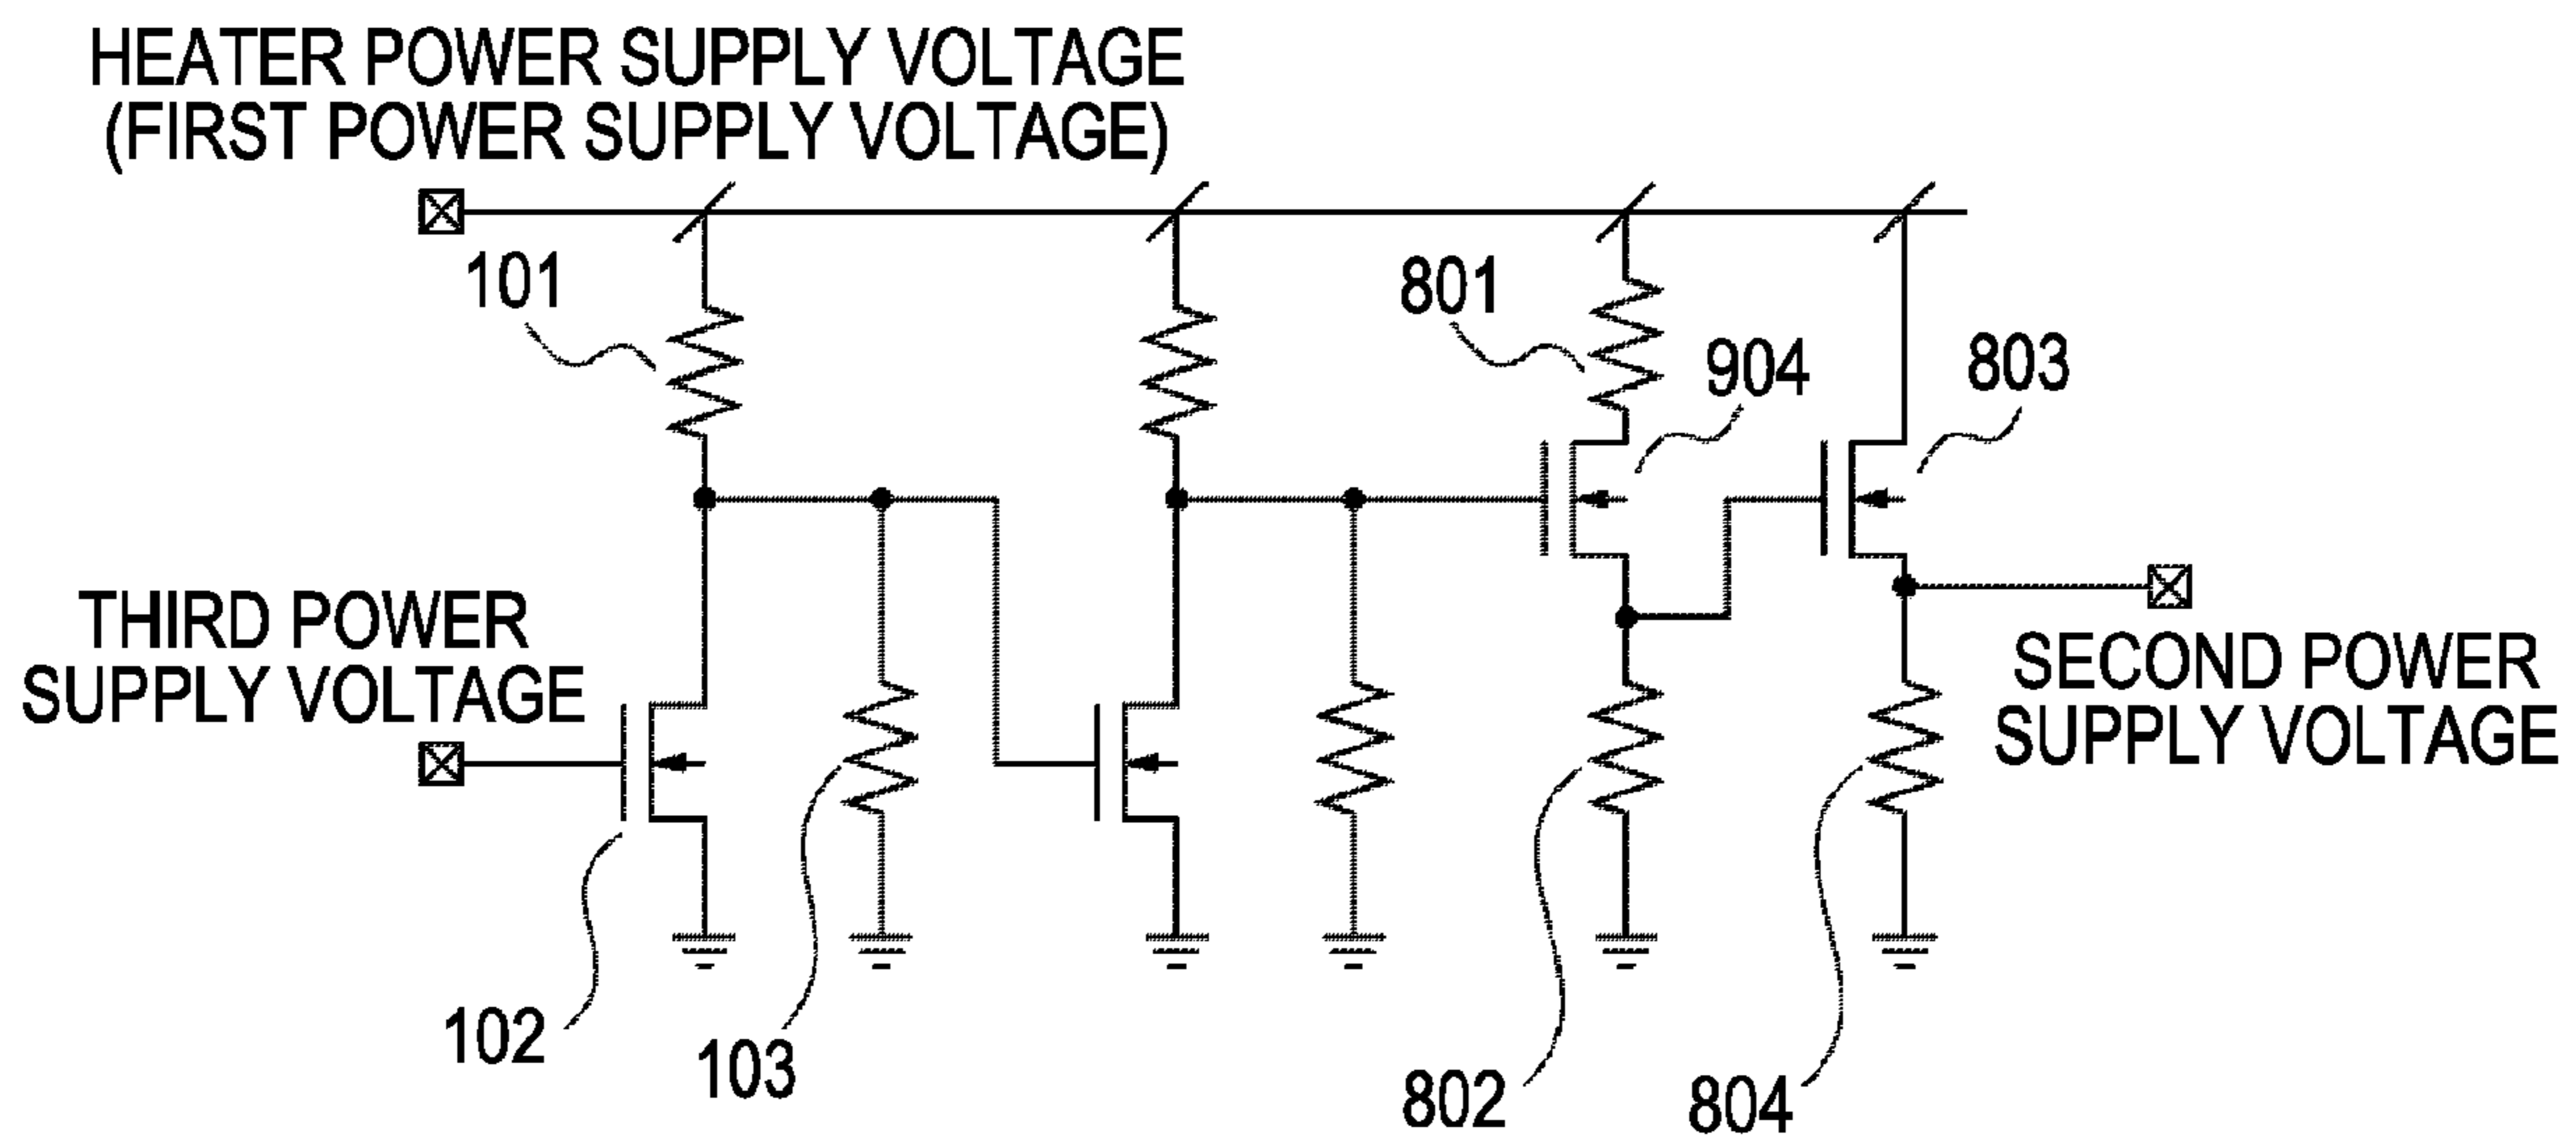 HEATER POWER SUPPLY VOLTAGE
(FIRST POWER SUPPLY VOLTAGE)
101
801
904
803
THIRD POWER
SUPPLY VOLTAGE
SECOND POWER
SUPPLY VOLTAGE
102
103
802
804